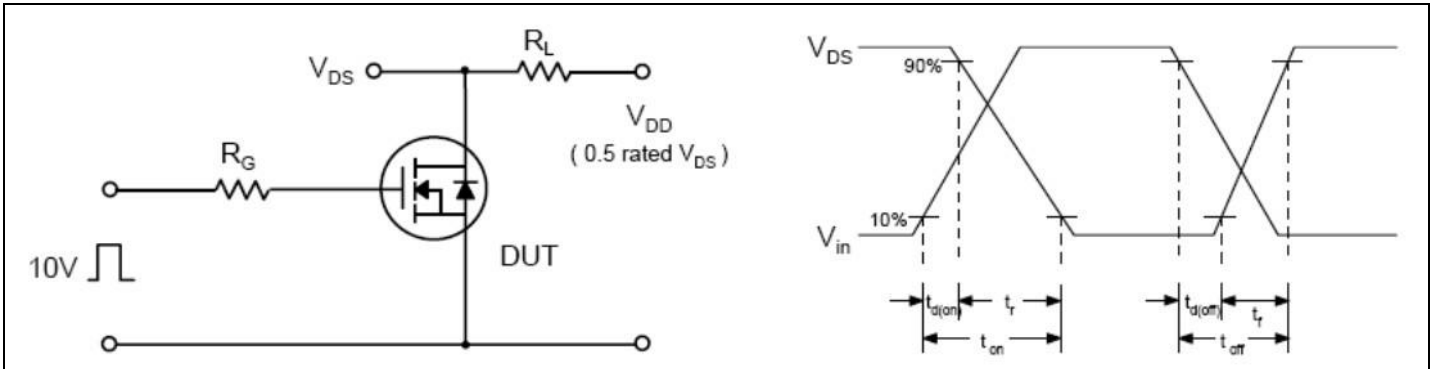 R_L
V_DS
V_DD
( 0.5 rated V_DS )
R_G
10V
DUT
V_DS
90%
10%
V_in
t_d(on)
t_r
t_on
t_d(off)
t_f
t_off